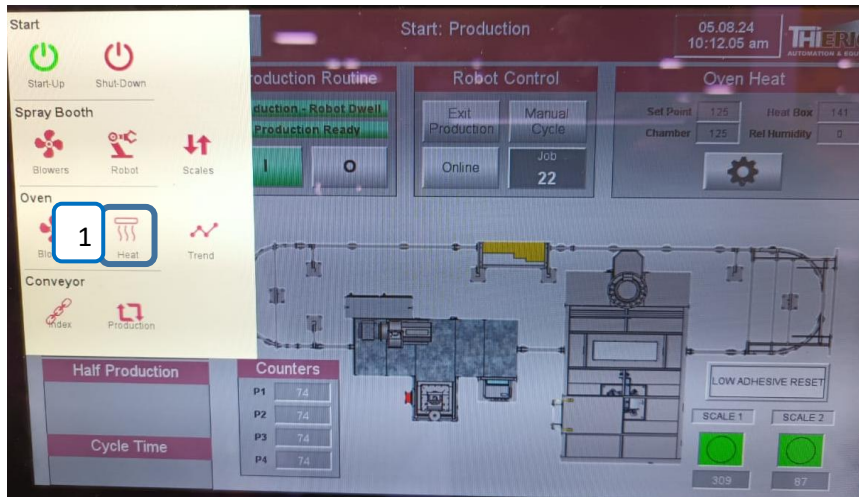 Start
Start-Up Shut-Down
Spray Booth
Blowers Robot Scales
Oven
1
Heat Trend
Conveyor
Index Production
Start: Production
05.08.24
10:12.05 am
Production Routine
Production - Robot Dwell
Production Ready
I O
Robot Control
Exit Production
Manual Cycle
Online
Job
22
Oven Heat
Set Point 125 Heat Box 141
Chamber 125 Rel Humidity 0
Half Production
Cycle Time
Counters
P1 74
P2 74
P3 74
P4 74
LOW ADHESIVE RESET
SCALE 1 SCALE 2
309 87